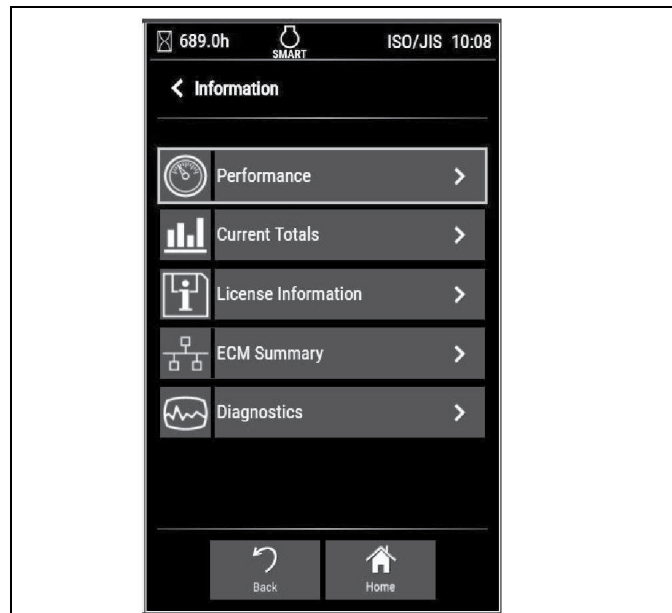 689.0h SMART ISO/JIS 10:08
Information
Performance
Current Totals
License Information
ECM Summary
Diagnostics
Back Home